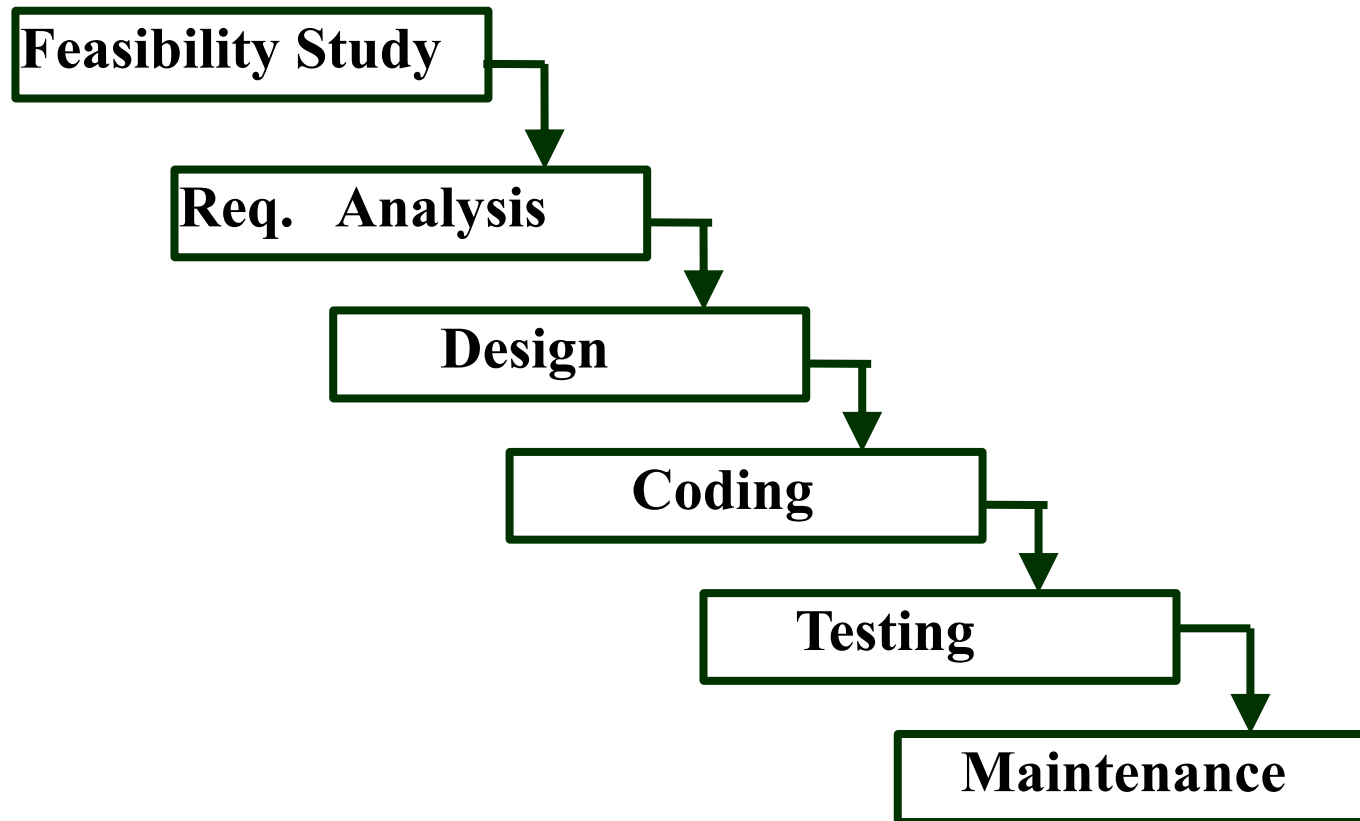 Feasibility Study
Req. Analysis
Design
Coding
Testing
Maintenance